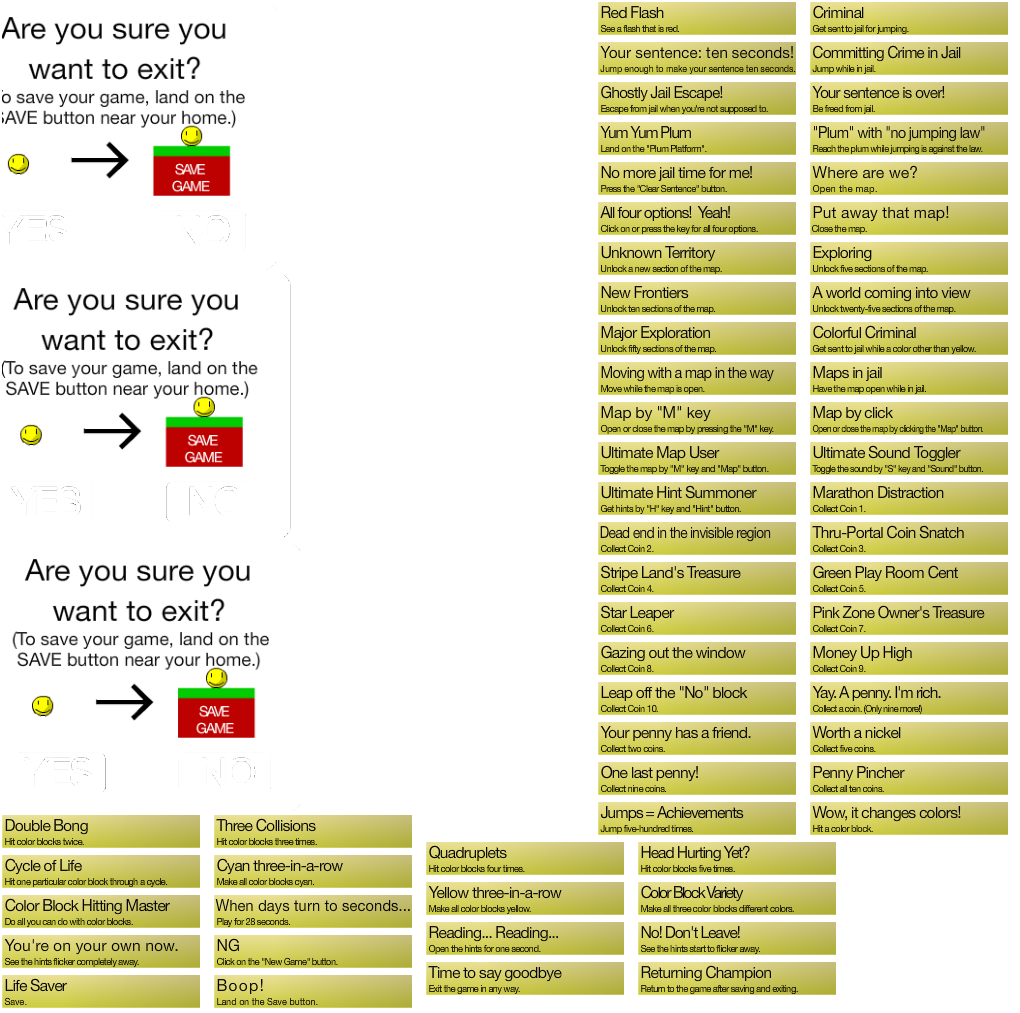 Are you sure you
want to exit?
To save your game, land on the
SAVE button near your home.)
SAVE
GAME
YES
NO
Are you sure you
want to exit?
(To save your game, land on the
SAVE button near your home.)
SAVE
GAME
YES
NO
Are you sure you
want to exit?
(To save your game, land on the
SAVE button near your home.)
SAVE
GAME
YES
NO
Red Flash
See a flash that is red.
Criminal
Get sent to jail for jumping.
Your sentence: ten seconds!
Jump enough to make your sentence ten seconds.
Committing Crime in Jail
Jump while in jail.
Ghostly Jail Escape!
Escape from jail when you're not supposed to.
Your sentence is over!
Be freed from jail.
Yum Yum Plum
Land on the "Plum Platform".
"Plum" with "no jumping law"
Reach the plum while jumping is against the law.
No more jail time for me!
Press the "Clear Sentence" button.
Where are we?
Open the map.
All four options! Yeah!
Click on or press the key for all four options.
Put away that map!
Close the map.
Unknown Territory
Unlock a new section of the map.
Exploring
Unlock five sections of the map.
New Frontiers
Unlock ten sections of the map.
A world coming into view
Unlock twenty-five sections of the map.
Major Exploration
Unlock fifty sections of the map.
Colorful Criminal
Get sent to jail while a color other than yellow.
Moving with a map in the way
Move while the map is open.
Maps in jail
Have the map open while in jail.
Map by "M" key
Open or close the map by pressing the "M" key.
Map by click
Open or close the map by clicking the "Map" button.
Ultimate Map User
Toggle the map by "M" key and "Map" button.
Ultimate Sound Toggler
Toggle the sound by "S" key and "Sound" button.
Ultimate Hint Summoner
Get hints by "H" key and "Hint" button.
Marathon Distraction
Collect Coin 1.
Dead end in the invisible region
Collect Coin 2.
Thru-Portal Coin Snatch
Collect Coin 3.
Stripe Land's Treasure
Collect Coin 4.
Green Play Room Cent
Collect Coin 5.
Star Leaper
Collect Coin 6.
Pink Zone Owner's Treasure
Collect Coin 7.
Gazing out the window
Collect Coin 8.
Money Up High
Collect Coin 9.
Leap off the "No" block
Collect Coin 10.
Yay. A penny. I'm rich.
Collect a coin. (Only nine more!)
Your penny has a friend.
Collect two coins.
Worth a nickel
Collect five coins.
One last penny!
Collect nine coins.
Penny Pincher
Collect all ten coins.
Jumps = Achievements
Jump five-hundred times.
Wow, it changes colors!
Hit a color block.
Double Bong
Hit color blocks twice.
Three Collisions
Hit color blocks three times.
Quadruplets
Hit color blocks four times.
Head Hurting Yet?
Hit color blocks five times.
Cycle of Life
Hit one particular color block through a cycle.
Cyan three-in-a-row
Make all color blocks cyan.
Yellow three-in-a-row
Make all color blocks yellow.
Color Block Variety
Make all three color blocks different colors.
Color Block Hitting Master
Do all you can do with color blocks.
When days turn to seconds...
Play for 28 seconds.
Reading... Reading...
Open the hints for one second.
No! Don't Leave!
See the hints start to flicker away.
You're on your own now.
See the hints flicker completely away.
NG
Click on the "New Game" button.
Time to say goodbye
Exit the game in any way.
Returning Champion
Return to the game after saving and exiting.
Life Saver
Save.
Boop!
Land on the Save button.